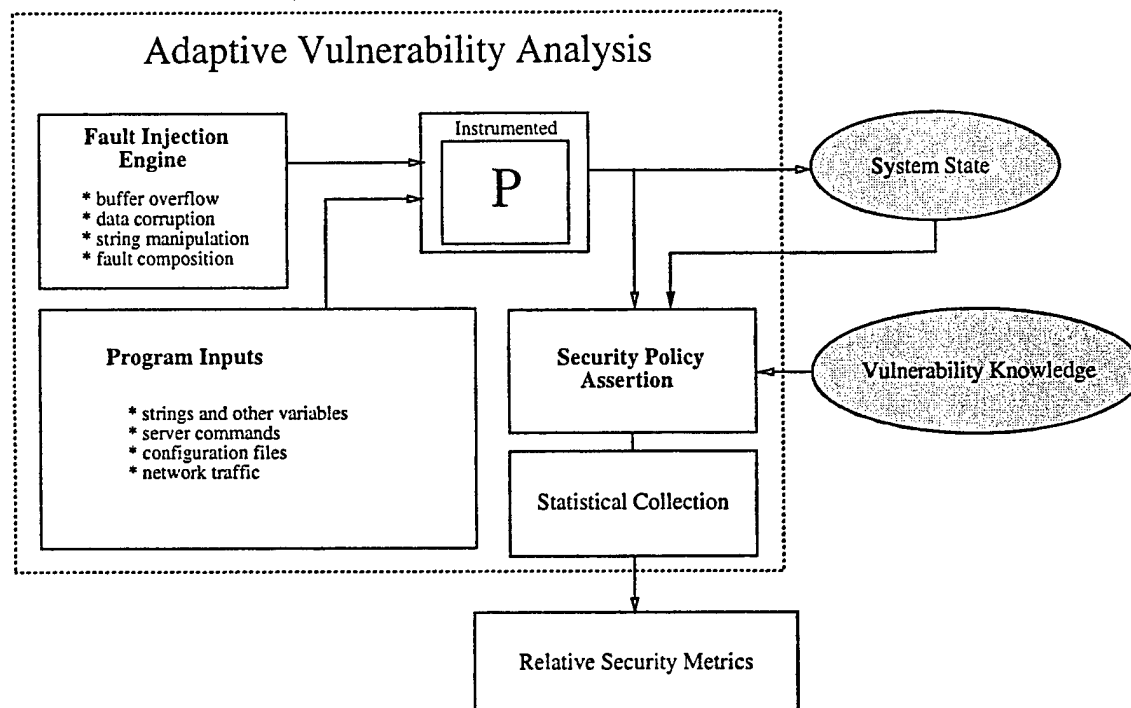 Adaptive Vulnerability Analysis
Fault Injection
Engine
* buffer overflow
* data corruption
* string manipulation
* fault composition
Instrumented
P
System State
Program Inputs
* strings and other variables
* server commands
* configuration files
* network traffic
Security Policy
Assertion
Vulnerability Knowledge
Statistical Collection
Relative Security Metrics